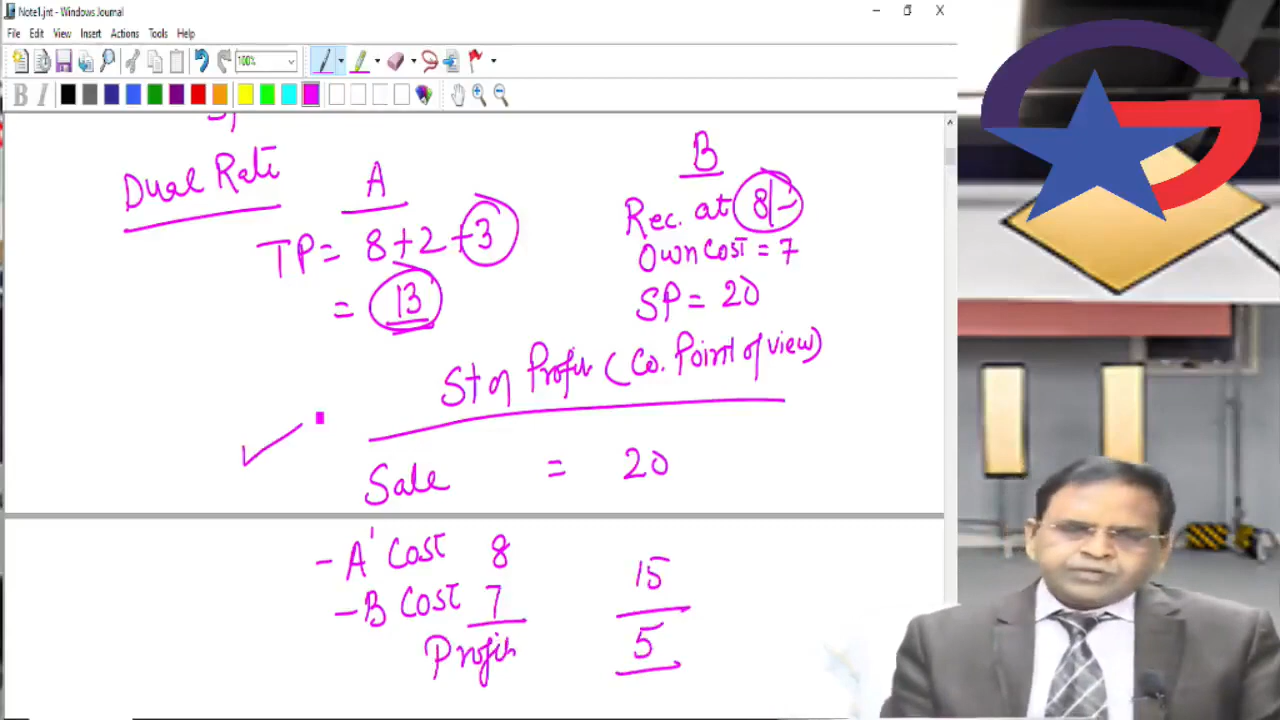 Note1.jnt - Windows Journal
File Edit View Insert Actions Tools Help
100%
B I
Dual Rate
A
TP = 8+2+3
= 13
B
Rec. at 8/-
Own Cost = 7
SP = 20
St of Profit (Co. Point of view)
Sale = 20
- A' Cost 8
- B Cost 7 15
Profit 5